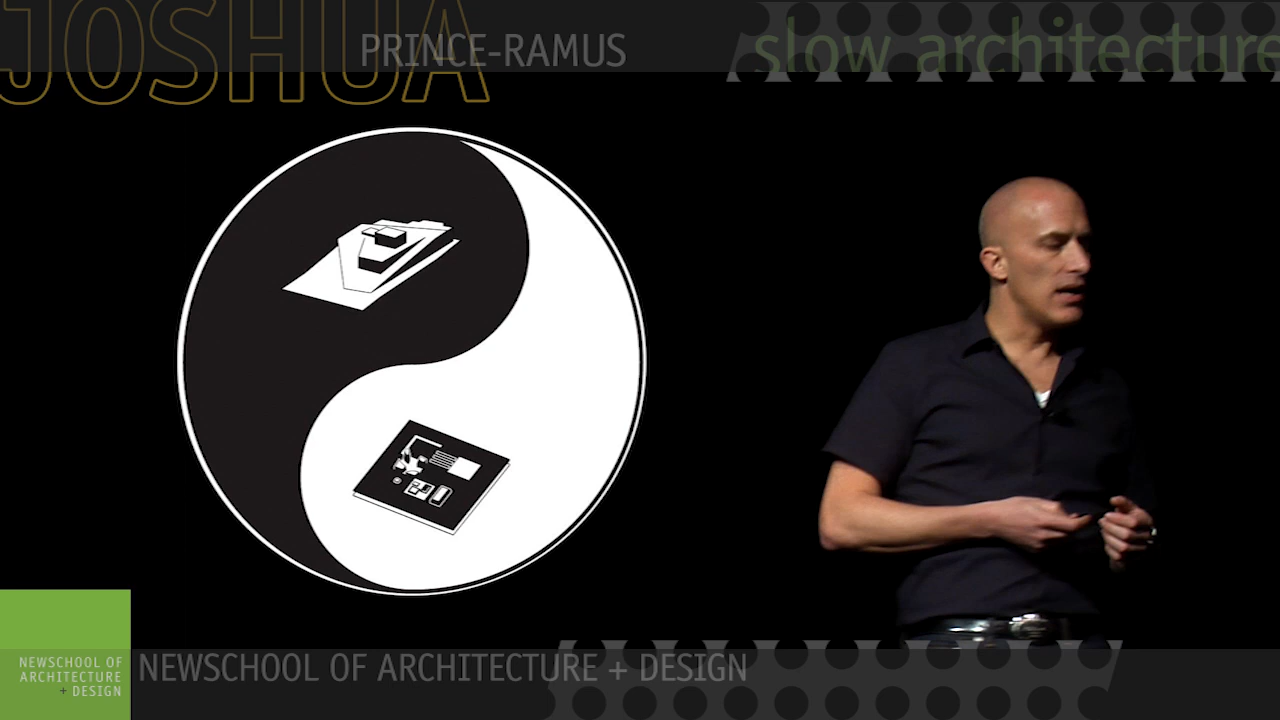 JOSHUA
PRINCE-RAMUS
slow architecture
NEWSCHOOL OF
ARCHITECTURE
+ DESIGN
NEWSCHOOL OF ARCHITECTURE + DESIGN